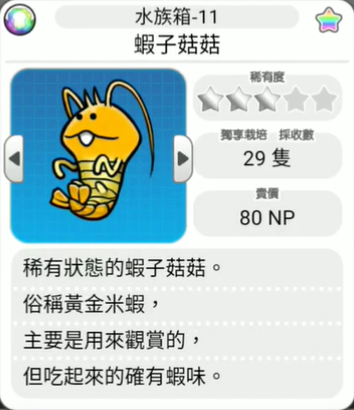 水族箱-11
蝦子菇菇
稀有度
獨享栽培 採收數
29 隻
賣價
80 NP
稀有狀態的蝦子菇菇。
俗稱黃金米蝦，
主要是用來觀賞的，
但吃起來的確有蝦味。